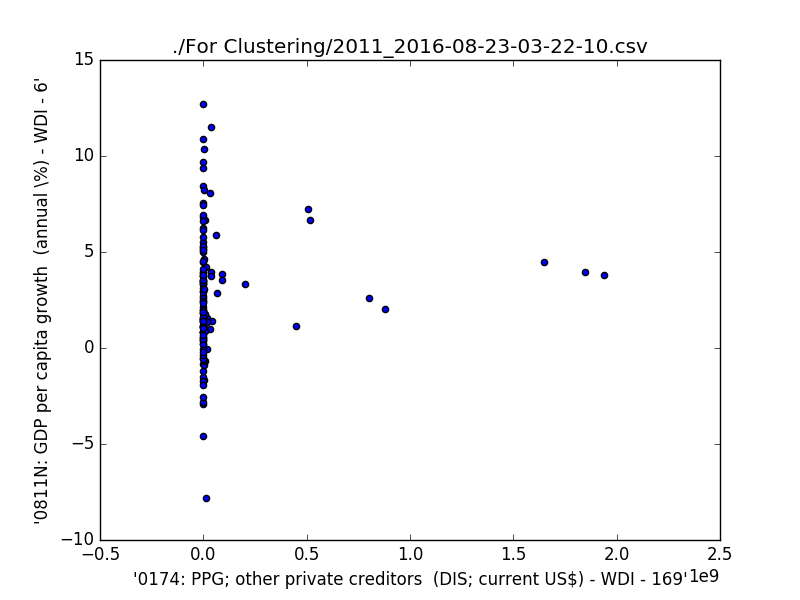 ./For Clustering/2011_2016-08-23-03-22-10.csv
'0811N: GDP per capita growth  (annual \%) - WDI - 6'
15
10
5
0
−5
−10
−0.5 0.0 0.5 1.0 1.5 2.0 2.5
1e9
'0174: PPG; other private creditors  (DIS; current US$) - WDI - 169'